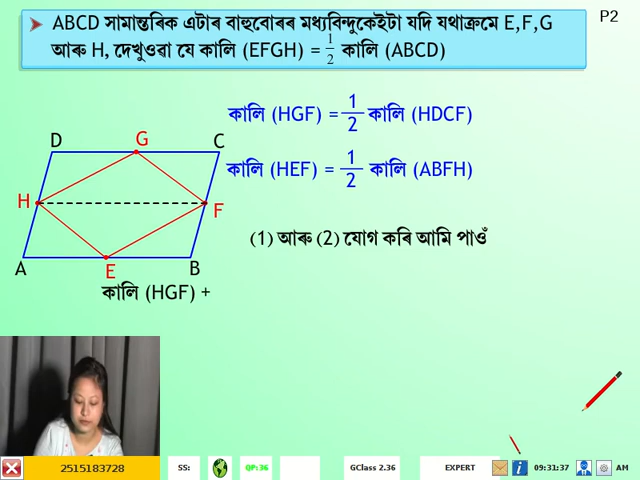 P2
➤ ABCD সামান্তৰিক এটাৰ বাহুবোৰৰ মধ্যবিন্দুকেইটা যদি যথাক্ৰমে E,F,G
আৰু H, দেখুওৱা যে কালি (EFGH) = 1/2 কালি (ABCD)
কালি (HGF) = 1/2 কালি (HDCF)
D G C
কালি (HEF) = 1/2 কালি (ABFH)
H F
(1) আৰু (2) যোগ কৰি আমি পাওঁ
A E B
কালি (HGF) +
2515183728 SS: QP:36 GClass 2.36 EXPERT 09:31:37 AM